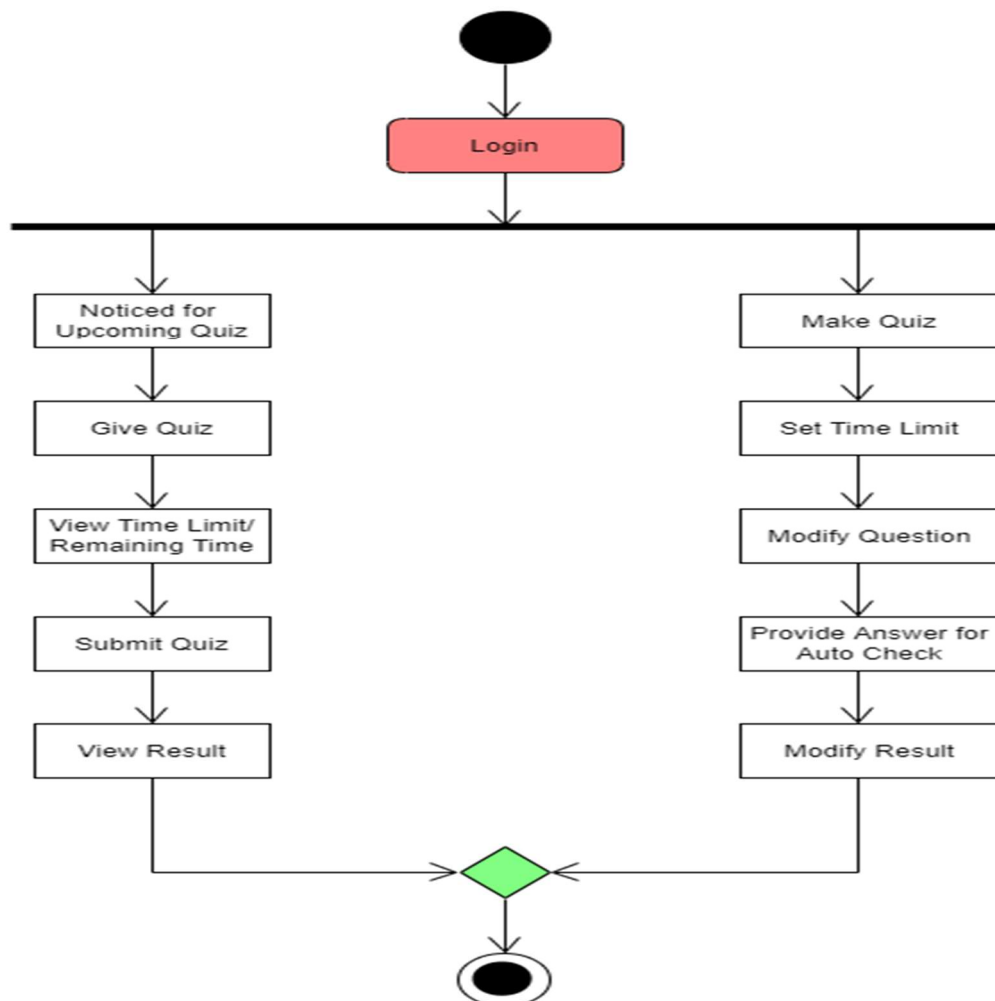 Login
Noticed for
Upcoming Quiz
Give Quiz
View Time Limit/
Remaining Time
Submit Quiz
View Result
Make Quiz
Set Time Limit
Modify Question
Provide Answer for
Auto Check
Modify Result